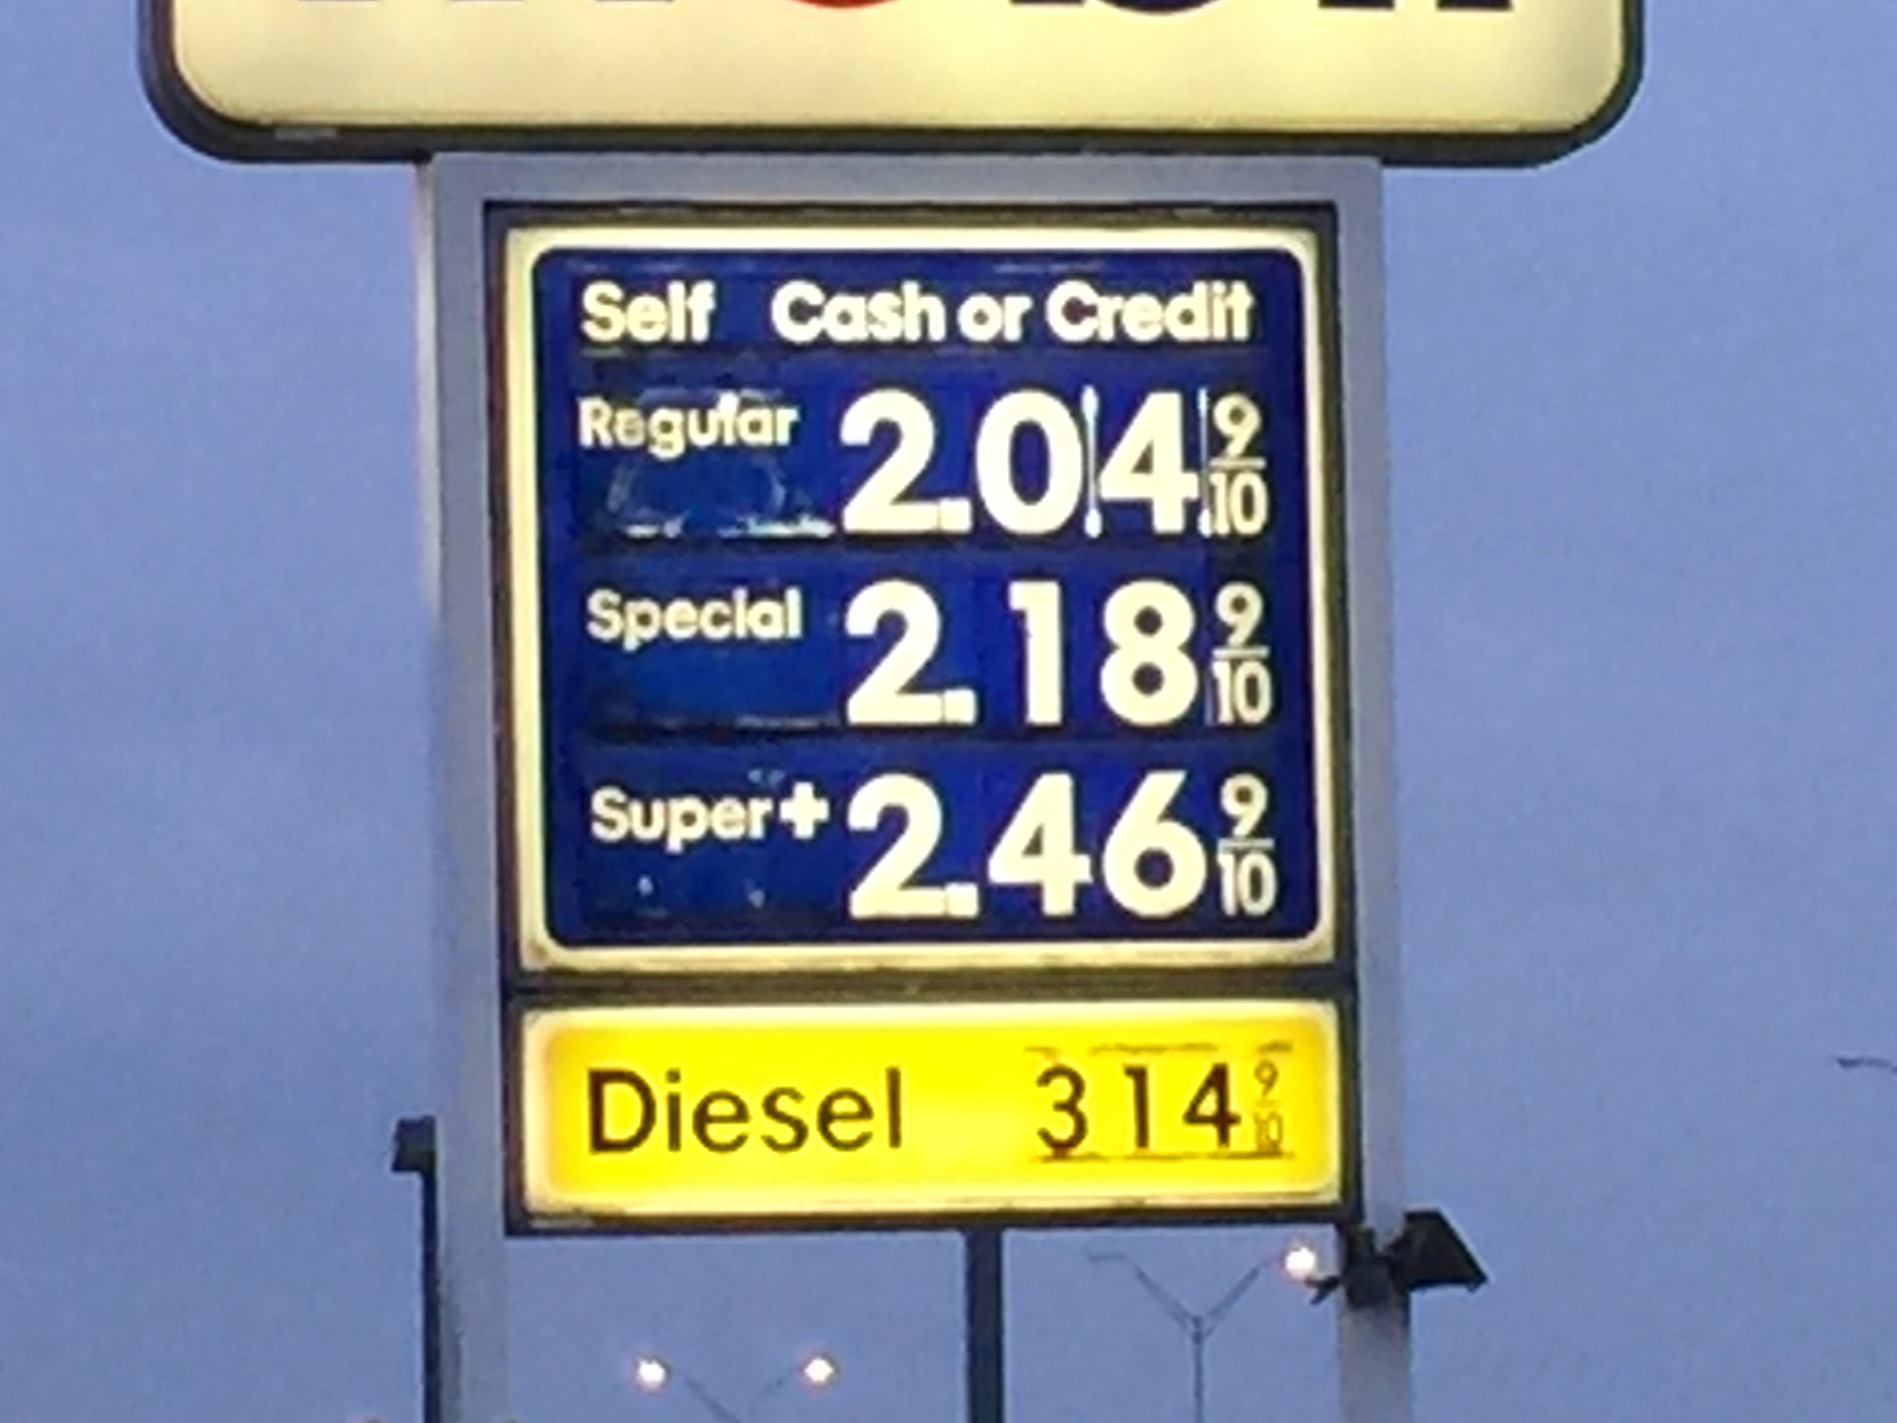 Self Cash or Credit
Regular 2.04 9/10
Special 2.18 9/10
Super+ 2.46 9/10
Diesel 314 9/10